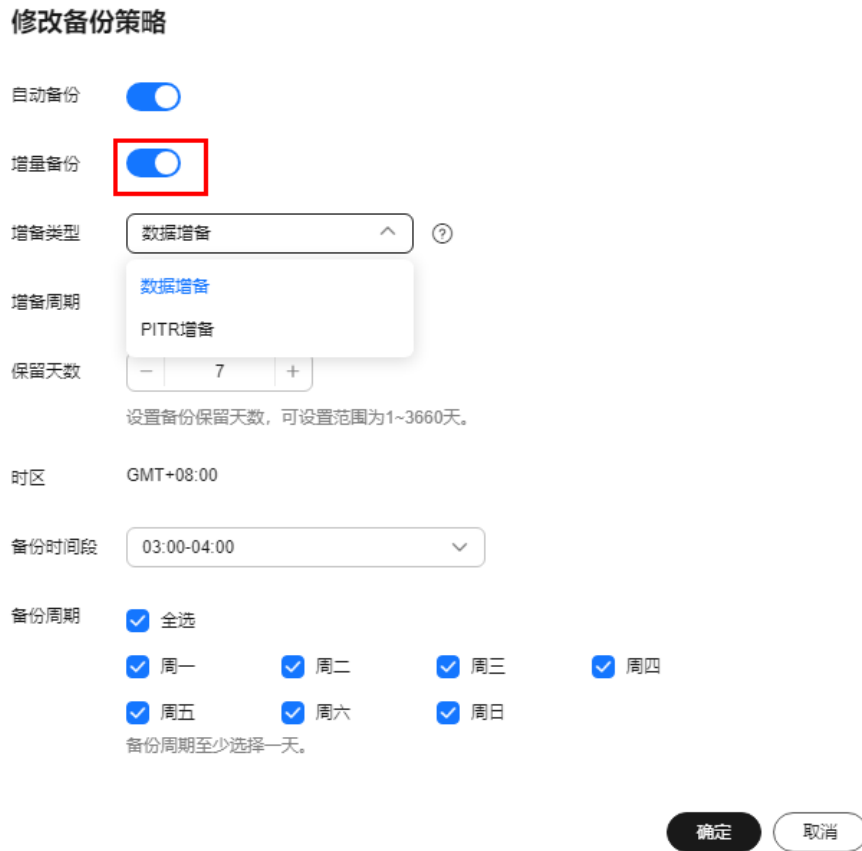 修改备份策略
自动备份
增量备份
增备类型 数据增备 ?
数据增备
增备周期
PITR增备
保留天数 − 7 +
设置备份保留天数，可设置范围为1~3660天。
时区 GMT+08:00
备份时间段 03:00-04:00
备份周期 全选
周一 周二 周三 周四
周五 周六 周日
备份周期至少选择一天。
确定 取消